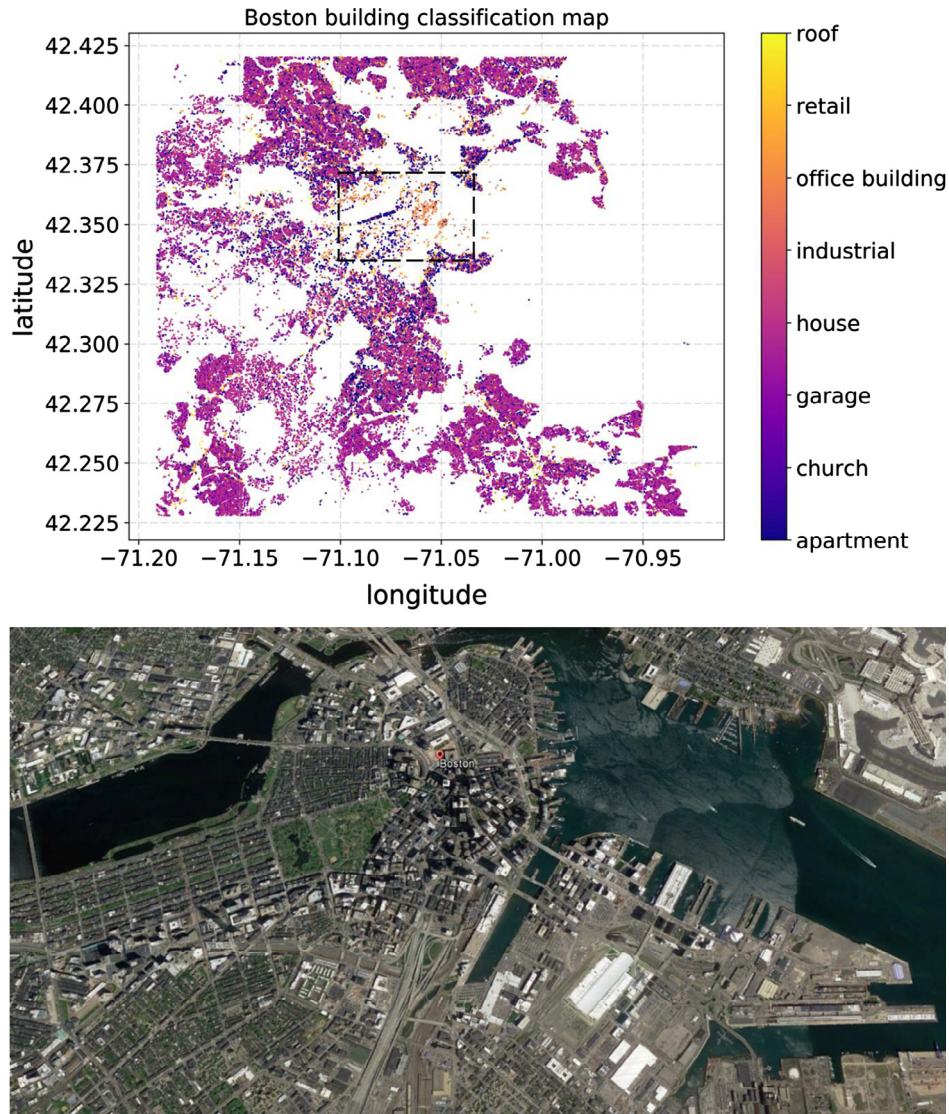 Boston building classification map
42.425
42.400
42.375
42.350
42.325
42.300
42.275
42.250
42.225
latitude
−71.20
−71.15
−71.10
−71.05
−71.00
−70.95
longitude
roof
retail
office building
industrial
house
garage
church
apartment
Boston